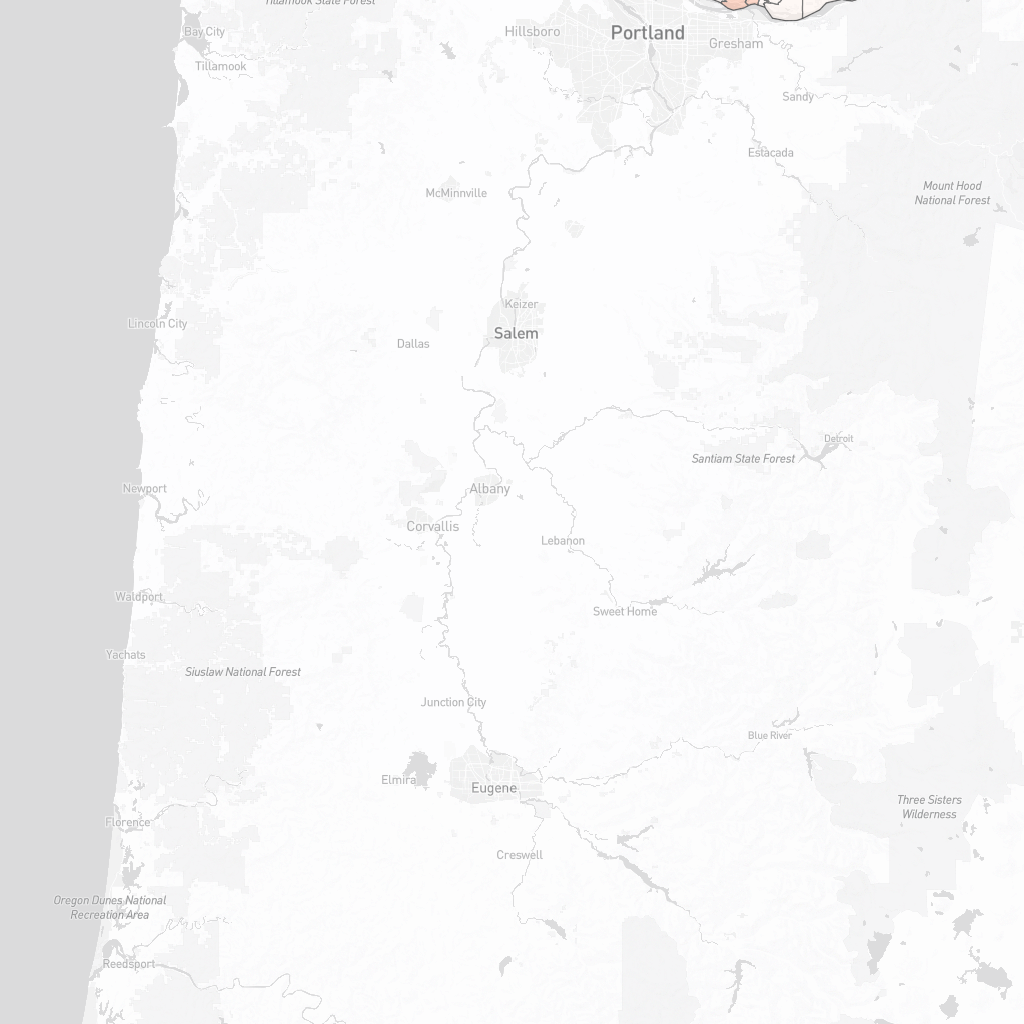 Tillamook State Forest
Bay City
Hillsboro
Portland
Gresham
Tillamook
Sandy
Estacada
McMinnville
Mount Hood
National Forest
Keizer
Lincoln City
Salem
Dallas
Detroit
Santiam State Forest
Newport
Albany
Corvallis
Lebanon
Waldport
Sweet Home
Yachats
Siuslaw National Forest
Junction City
Blue River
Elmira
Eugene
Three Sisters
Wilderness
Florence
Creswell
Oregon Dunes National
Recreation Area
Reedsport